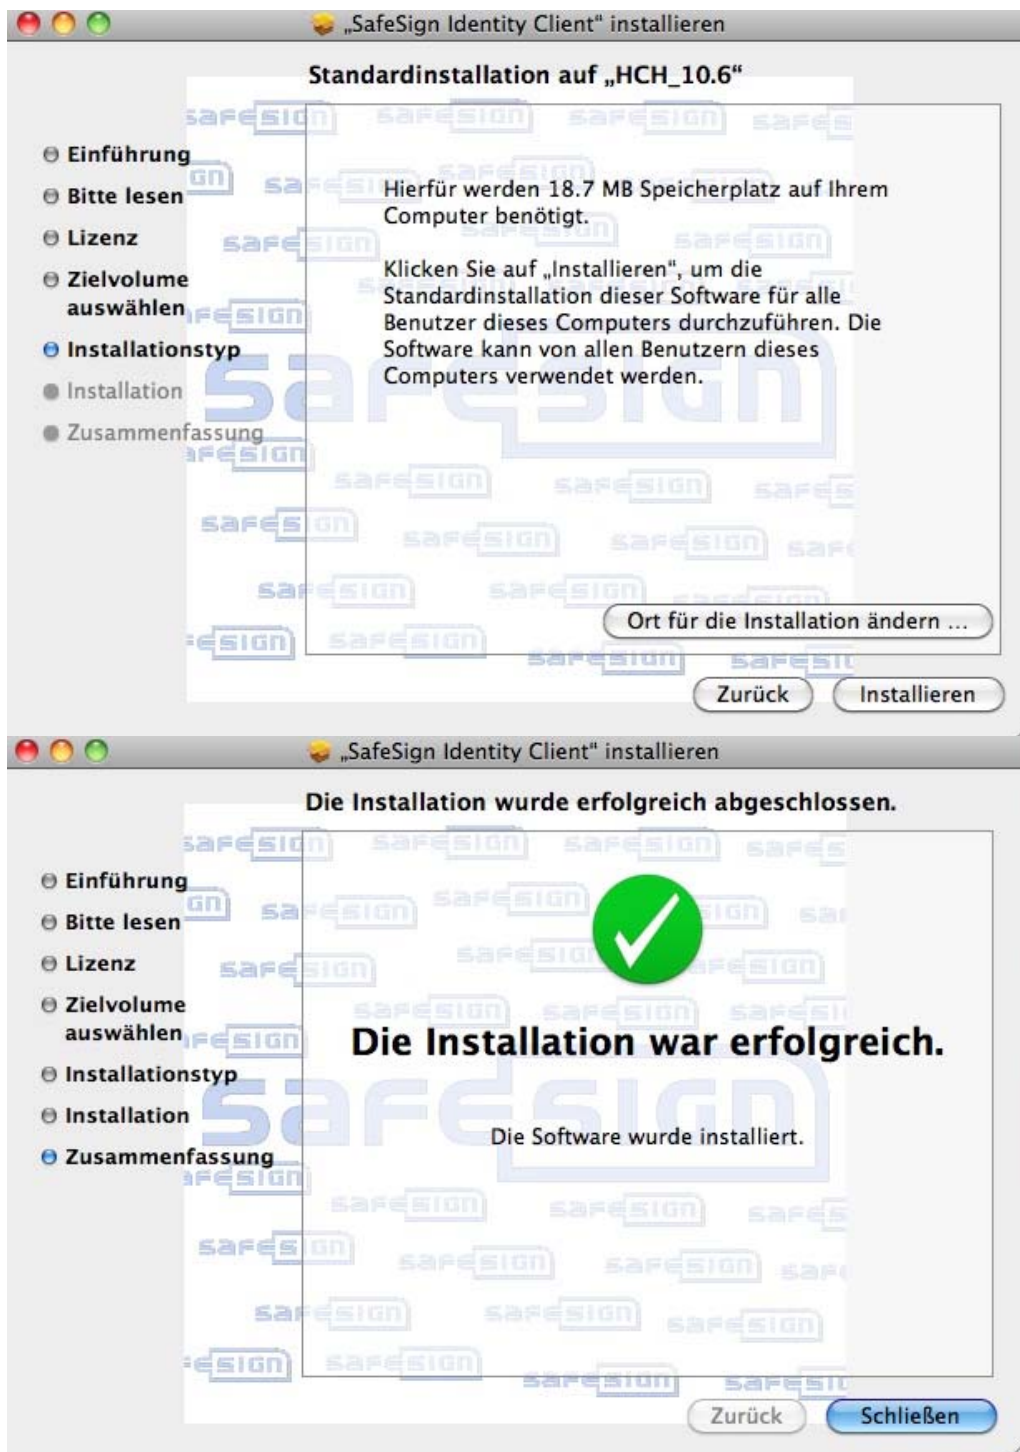 „SafeSign Identity Client“ installieren
Standardinstallation auf „HCH_10.6“
Einführung
Bitte lesen
Lizenz
Zielvolume
auswählen
Installationstyp
Installation
Zusammenfassung
Hierfür werden 18.7 MB Speicherplatz auf Ihrem
Computer benötigt.
Klicken Sie auf „Installieren“, um die
Standardinstallation dieser Software für alle
Benutzer dieses Computers durchzuführen. Die
Software kann von allen Benutzern dieses
Computers verwendet werden.
safesign
Ort für die Installation ändern ...
Zurück
Installieren
„SafeSign Identity Client“ installieren
Die Installation wurde erfolgreich abgeschlossen.
Einführung
Bitte lesen
Lizenz
Zielvolume
auswählen
Installationstyp
Installation
Zusammenfassung
Die Installation war erfolgreich.
Die Software wurde installiert.
safesign
Zurück
Schließen